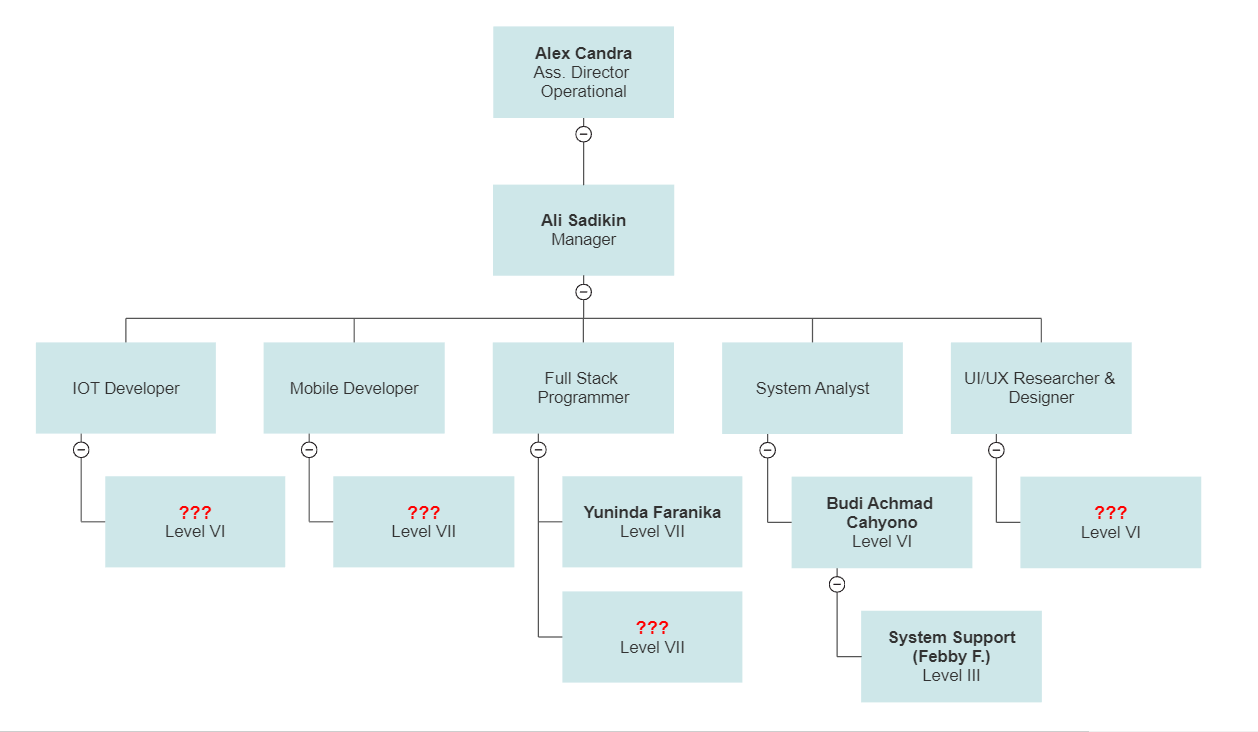 Alex Candra
Ass. Director
Operational
Ali Sadikin
Manager
IOT Developer
Mobile Developer
Full Stack
Programmer
System Analyst
UI/UX Researcher &
Designer
???
Level VI
???
Level VII
Yuninda Faranika
Level VII
???
Level VII
Budi Achmad
Cahyono
Level VI
System Support
(Febby F.)
Level III
???
Level VI